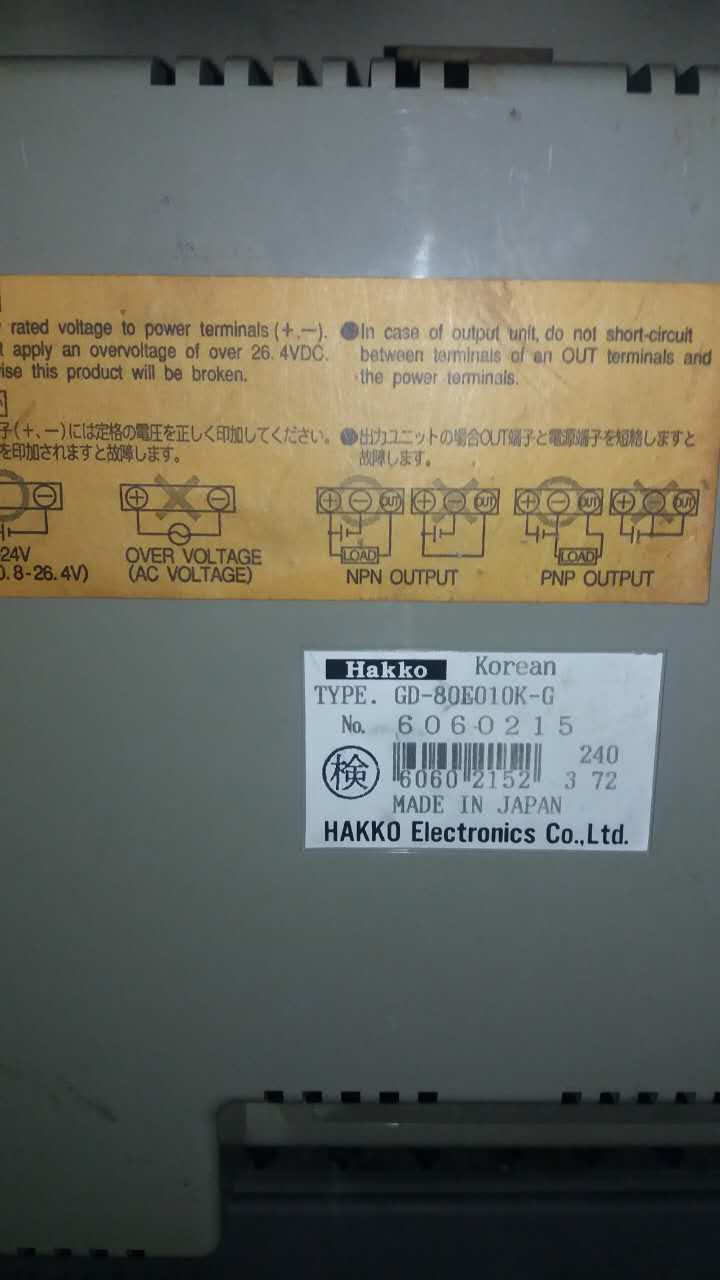 rated voltage to power terminals (+,−).
apply an overvoltage of over 26.4VDC.
this product will be broken.
●In case of output unit, do not short-circuit
between terminals of an OUT terminals and
the power terminals.
子(+、−)には定格の電圧を正しく印加してください。
を印加されますと故障します。
●出力ユニットの場合OUT端子と電源端子を短絡しますと
故障します。
−
+ −
+ − OUT
+ − OUT
+ − OUT
+ − OUT
LOAD
LOAD
24V
8-26.4V)
OVER VOLTAGE
(AC VOLTAGE)
NPN OUTPUT
PNP OUTPUT
Hakko Korean
TYPE. GD-80E010K-G
No. 6060215
検
240
6060 2152 3 72
MADE IN JAPAN
HAKKO Electronics Co.,Ltd.